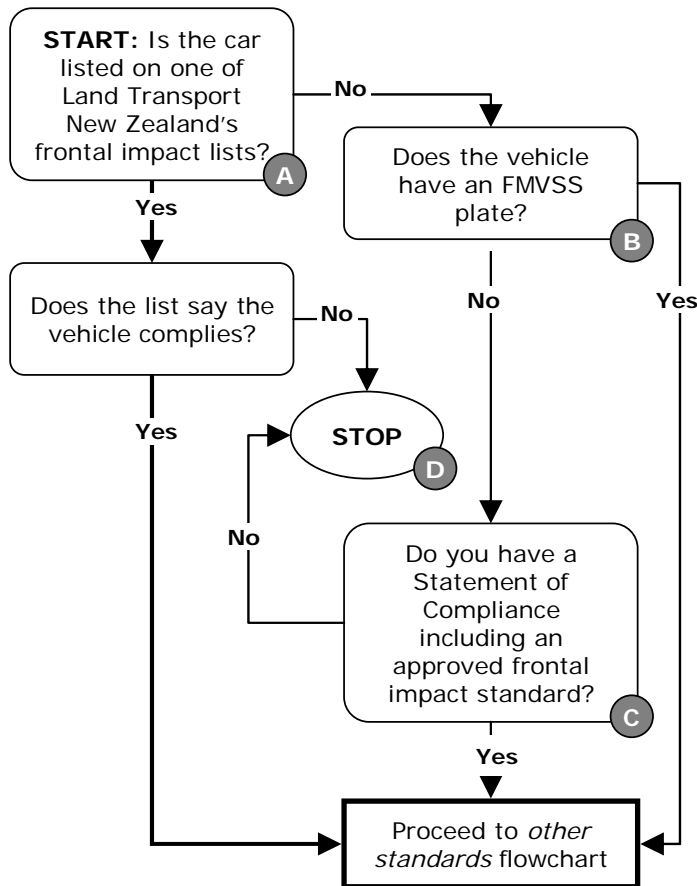 START: Is the car
listed on one of
Land Transport
New Zealand's
frontal impact lists?
A
No
Does the vehicle
have an FMVSS
plate?
B
Yes
Does the list say the
vehicle complies?
No
No
Yes
Yes
STOP
D
No
Do you have a
Statement of
Compliance
including an
approved frontal
impact standard?
C
Yes
Proceed to other
standards flowchart